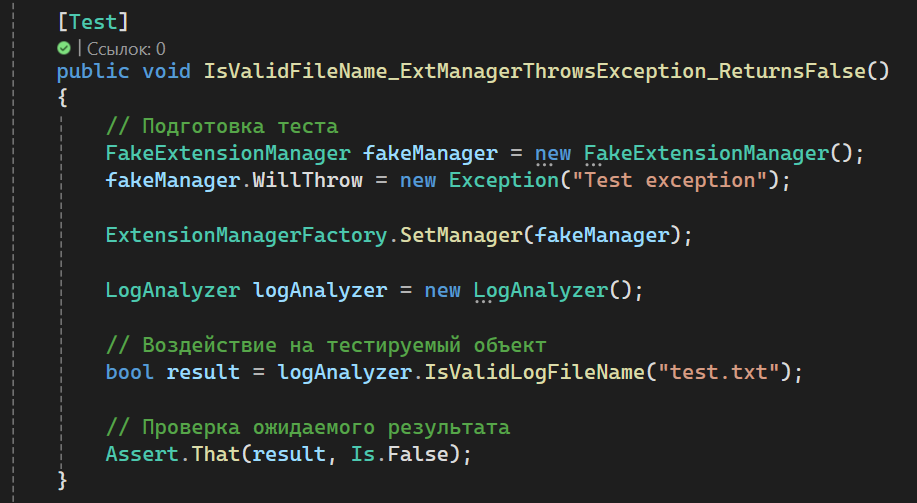 [Test]
| Ссылок: 0
public void IsValidFileName_ExtManagerThrowsException_ReturnsFalse()
{
// Подготовка теста
FakeExtensionManager fakeManager = new FakeExtensionManager();
fakeManager.WillThrow = new Exception("Test exception");
ExtensionManagerFactory.SetManager(fakeManager);
LogAnalyzer logAnalyzer = new LogAnalyzer();
// Воздействие на тестируемый объект
bool result = logAnalyzer.IsValidLogFileName("test.txt");
// Проверка ожидаемого результата
Assert.That(result, Is.False);
}